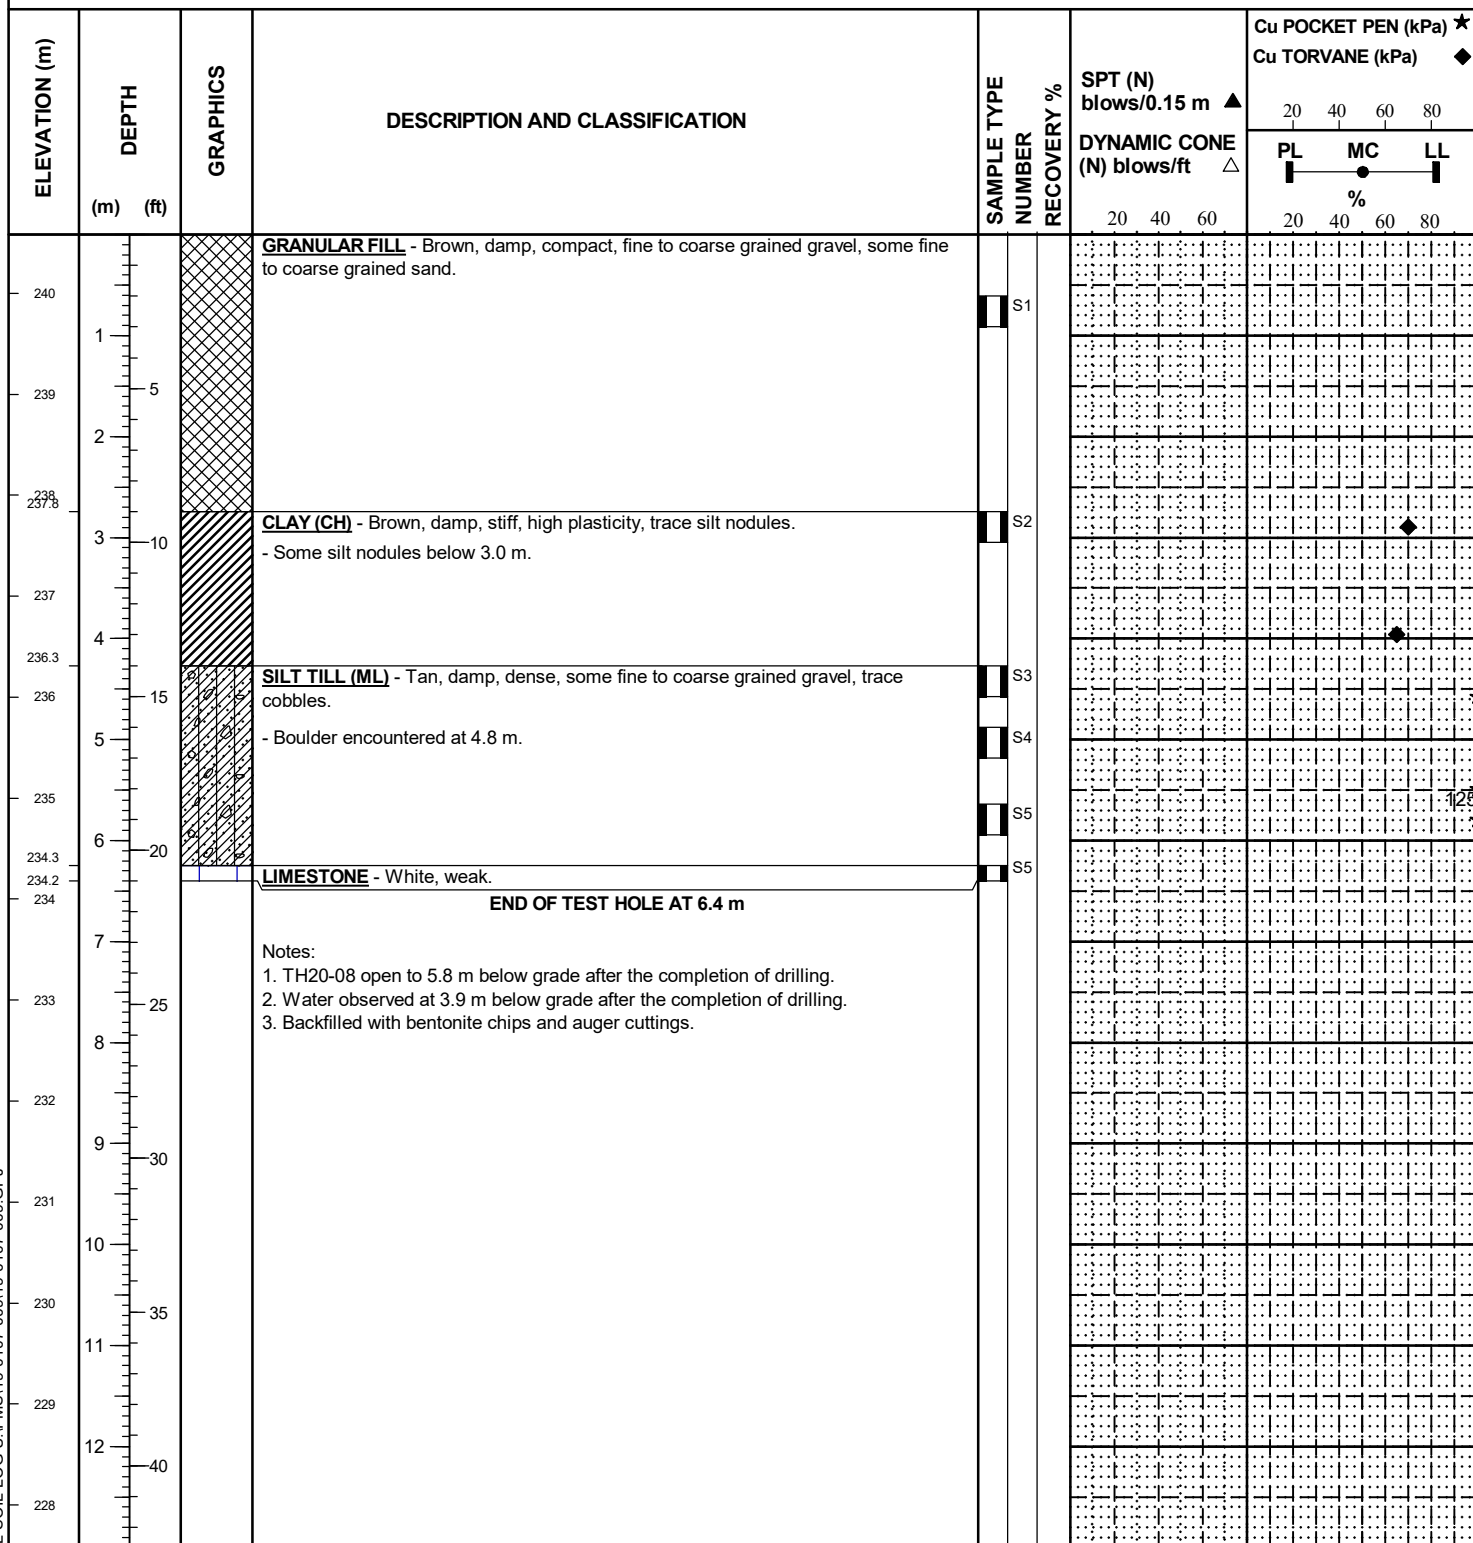 Cu POCKET PEN (kPa) ★
Cu TORVANE (kPa) ◆
ELEVATION (m)
DEPTH
(m) (ft)
GRAPHICS
DESCRIPTION AND CLASSIFICATION
SAMPLE TYPE
NUMBER
RECOVERY %
SPT (N)
blows/0.15 m ▲
DYNAMIC CONE
(N) blows/ft △
20 40 60
20 40 60 80
PL MC LL
%
20 40 60 80
GRANULAR FILL - Brown, damp, compact, fine to coarse grained gravel, some fine
to coarse grained sand.
240
S1
1
5
239
2
238
237.8
CLAY (CH) - Brown, damp, stiff, high plasticity, trace silt nodules.
S2
3
10
- Some silt nodules below 3.0 m.
237
4
236.3
SILT TILL (ML) - Tan, damp, dense, some fine to coarse grained gravel, trace
cobbles.
S3
236
15
5
- Boulder encountered at 4.8 m.
S4
235
125
S5
6
20
234.3
LIMESTONE - White, weak.
S5
234.2
234
END OF TEST HOLE AT 6.4 m
7
Notes:
1. TH20-08 open to 5.8 m below grade after the completion of drilling.
2. Water observed at 3.9 m below grade after the completion of drilling.
3. Backfilled with bentonite chips and auger cuttings.
233
25
8
232
9
30
231
10
230
35
11
229
12
40
228